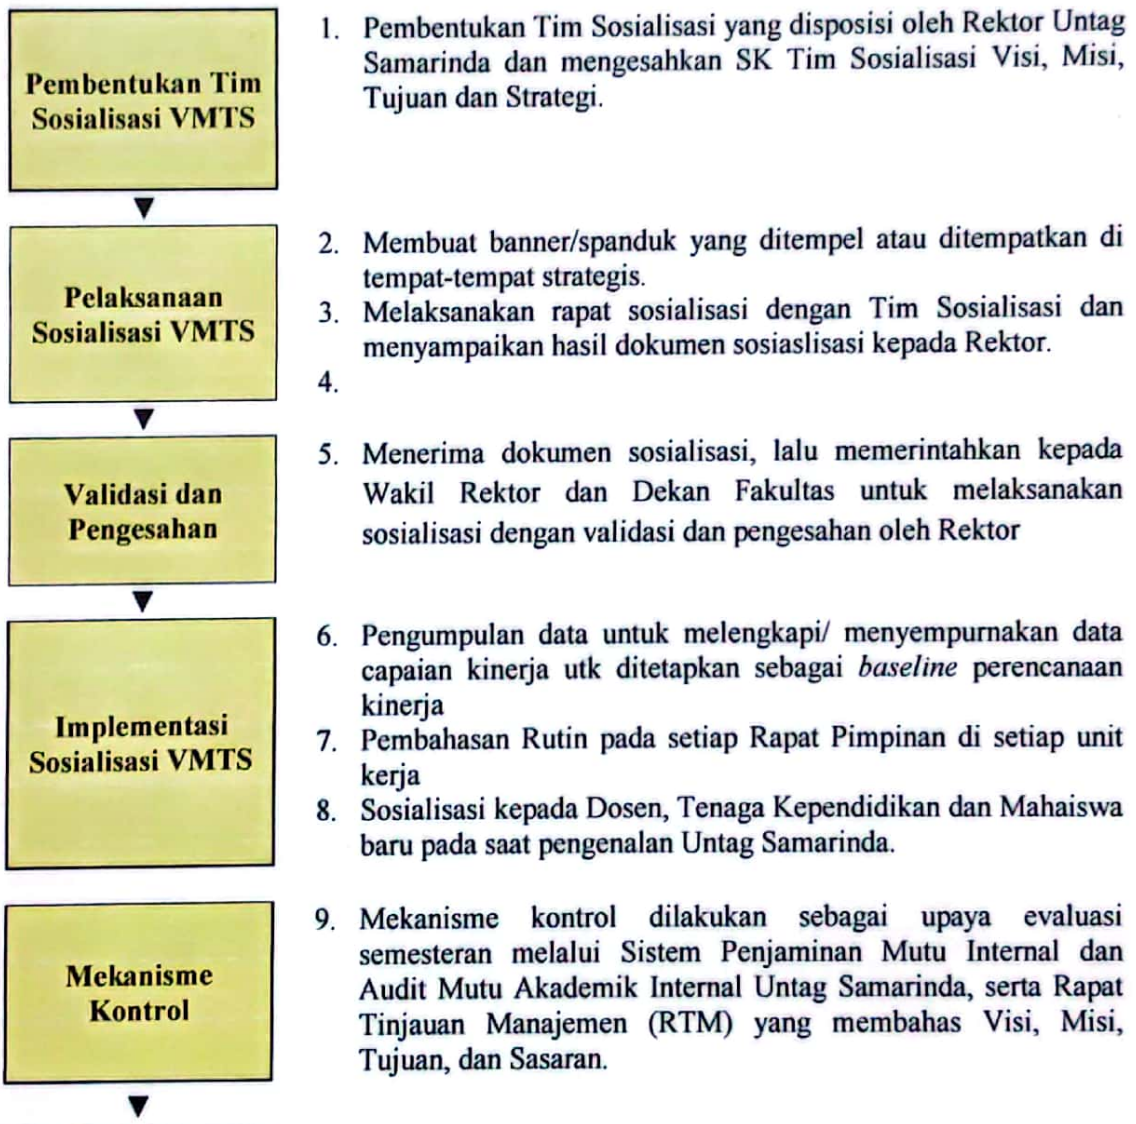 Pembentukan Tim
Sosialisasi VMTS
1. Pembentukan Tim Sosialisasi yang disposisi oleh Rektor Untag
Samarinda dan mengesahkan SK Tim Sosialisasi Visi, Misi,
Tujuan dan Strategi.
Pelaksanaan
Sosialisasi VMTS
2. Membuat banner/spanduk yang ditempel atau ditempatkan di
tempat-tempat strategis.
3. Melaksanakan rapat sosialisasi dengan Tim Sosialisasi dan
menyampaikan hasil dokumen sosiaslisasi kepada Rektor.
4.
Validasi dan
Pengesahan
5. Menerima dokumen sosialisasi, lalu memerintahkan kepada
Wakil Rektor dan Dekan Fakultas untuk melaksanakan
sosialisasi dengan validasi dan pengesahan oleh Rektor
Implementasi
Sosialisasi VMTS
6. Pengumpulan data untuk melengkapi/ menyempurnakan data
capaian kinerja utk ditetapkan sebagai baseline perencanaan
kinerja
7. Pembahasan Rutin pada setiap Rapat Pimpinan di setiap unit
kerja
8. Sosialisasi kepada Dosen, Tenaga Kependidikan dan Mahaiswa
baru pada saat pengenalan Untag Samarinda.
Mekanisme
Kontrol
9. Mekanisme kontrol dilakukan sebagai upaya evaluasi
semesteran melalui Sistem Penjaminan Mutu Internal dan
Audit Mutu Akademik Internal Untag Samarinda, serta Rapat
Tinjauan Manajemen (RTM) yang membahas Visi, Misi,
Tujuan, dan Sasaran.